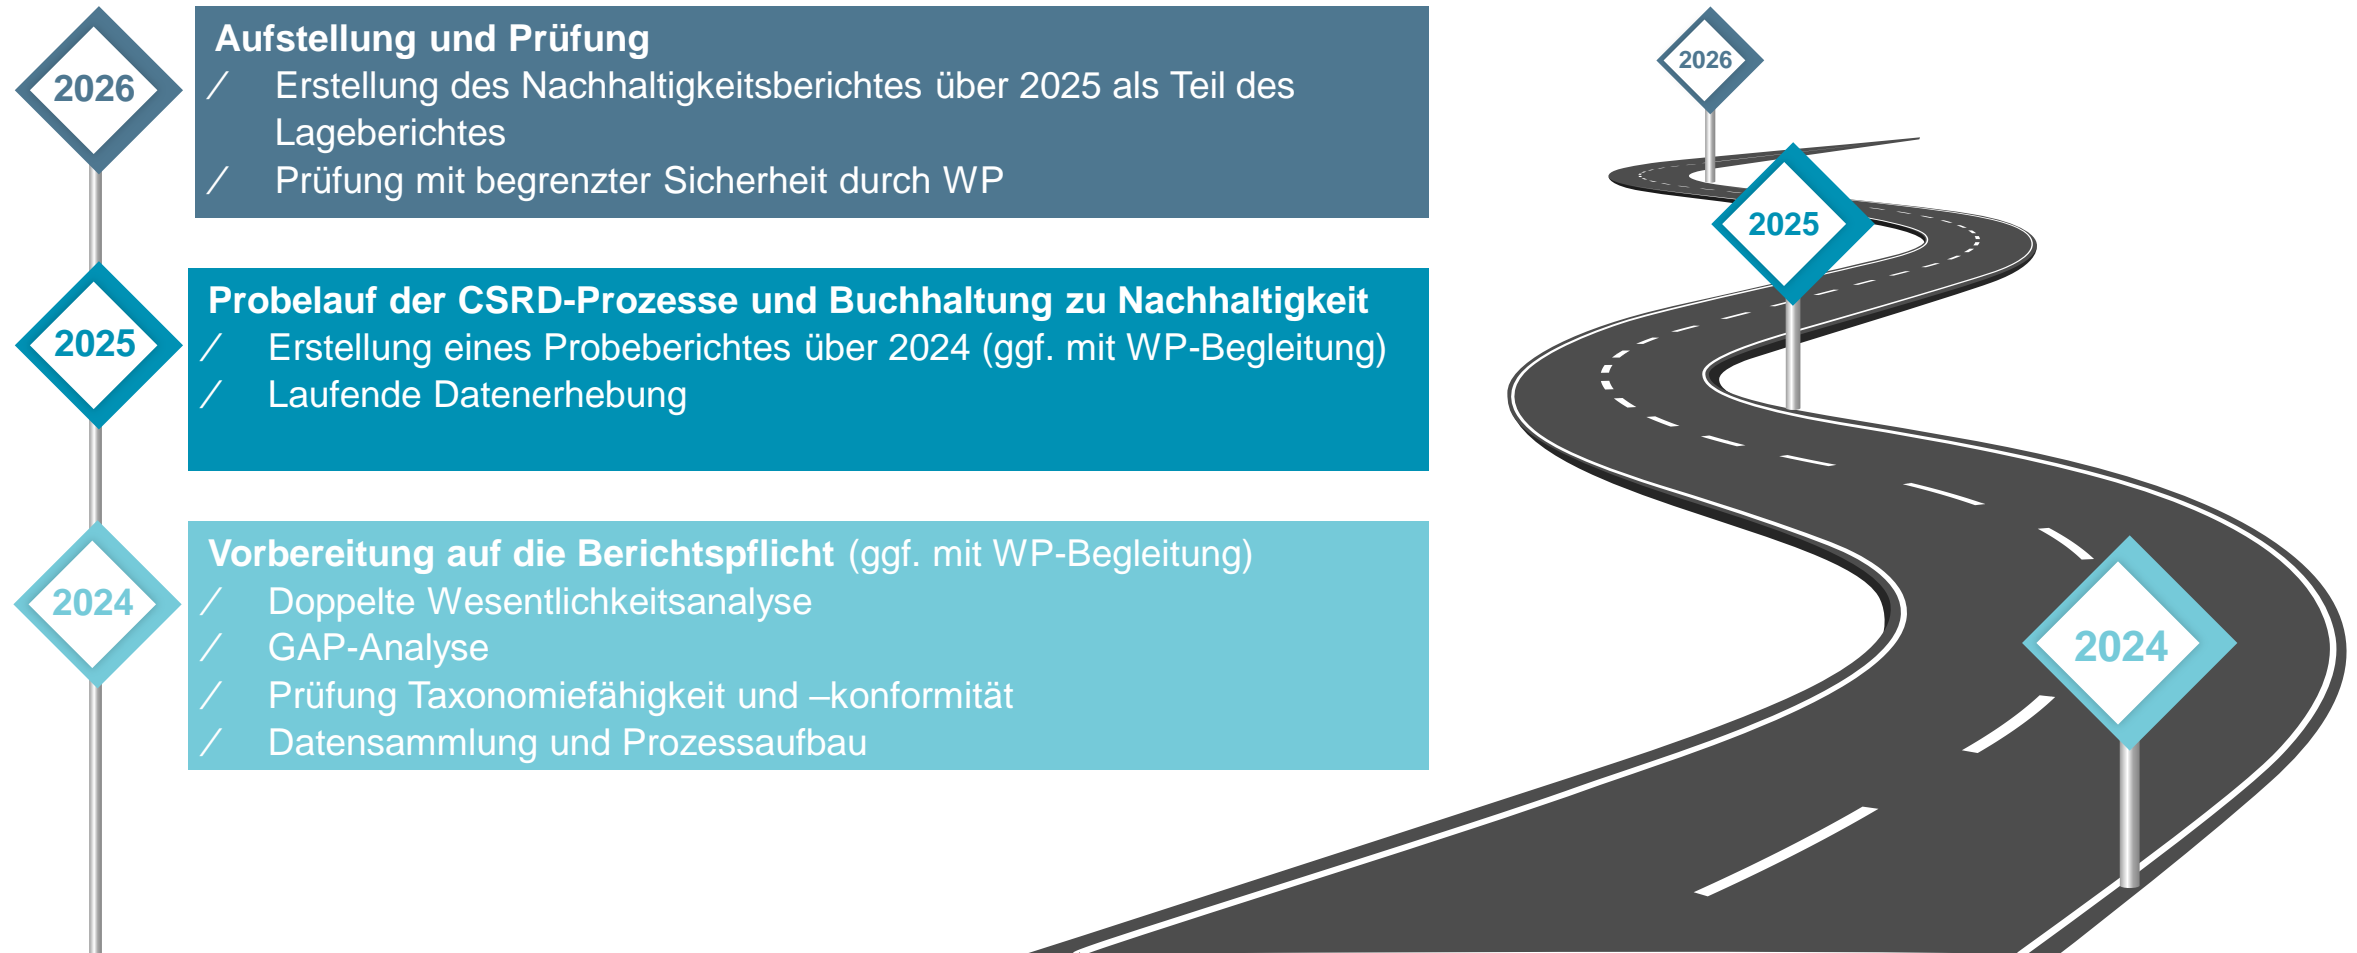 2026
Aufstellung und Prüfung
/ Erstellung des Nachhaltigkeitsberichtes über 2025 als Teil des
Lageberichtes
/ Prüfung mit begrenzter Sicherheit durch WP
2025
Probelauf der CSRD-Prozesse und Buchhaltung zu Nachhaltigkeit
/ Erstellung eines Probeberichtes über 2024 (ggf. mit WP-Begleitung)
/ Laufende Datenerhebung
2024
Vorbereitung auf die Berichtspflicht (ggf. mit WP-Begleitung)
/ Doppelte Wesentlichkeitsanalyse
/ GAP-Analyse
/ Prüfung Taxonomiefähigkeit und –konformität
/ Datensammlung und Prozessaufbau
2026
2025
2024